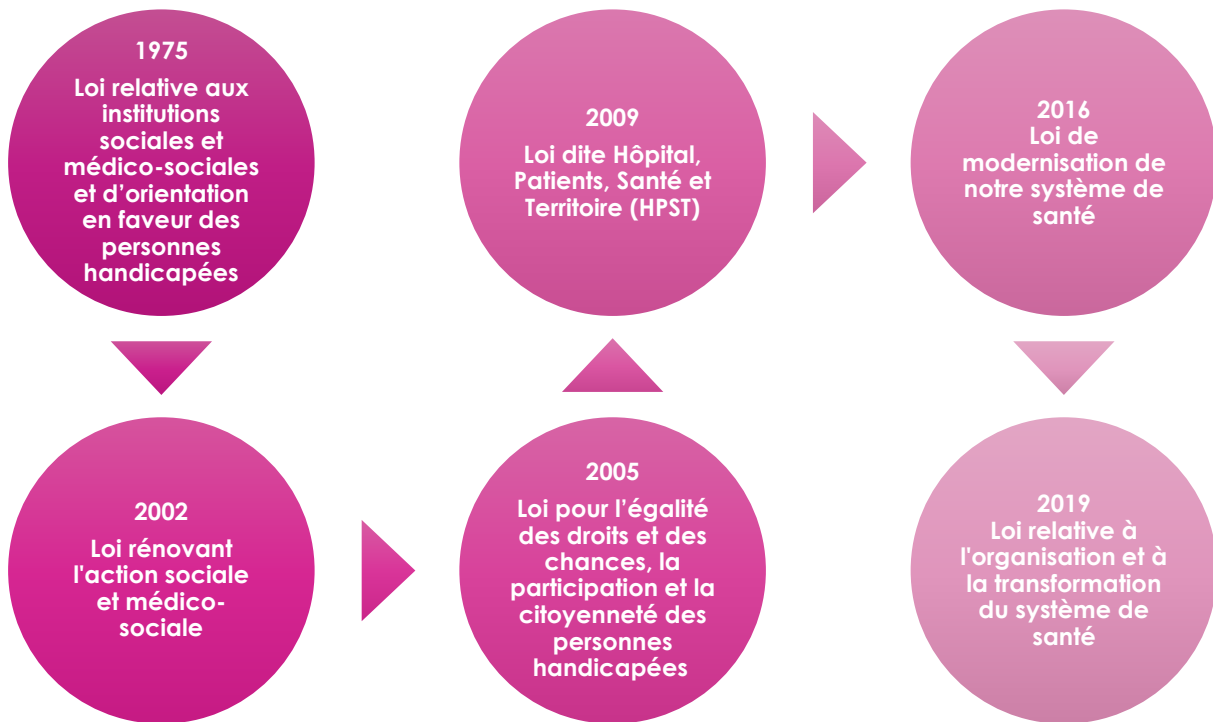 1975
Loi relative aux
institutions
sociales et
médico-sociales
et d’orientation
en faveur des
personnes
handicapées
2002
Loi rénovant
l'action sociale
et médico-
sociale
2005
Loi pour l’égalité
des droits et des
chances, la
participation et la
citoyenneté des
personnes
handicapées
2009
Loi dite Hôpital,
Patients, Santé et
Territoire (HPST)
2016
Loi de
modernisation de
notre système de
santé
2019
Loi relative à
l'organisation et à
la transformation
du système de
santé